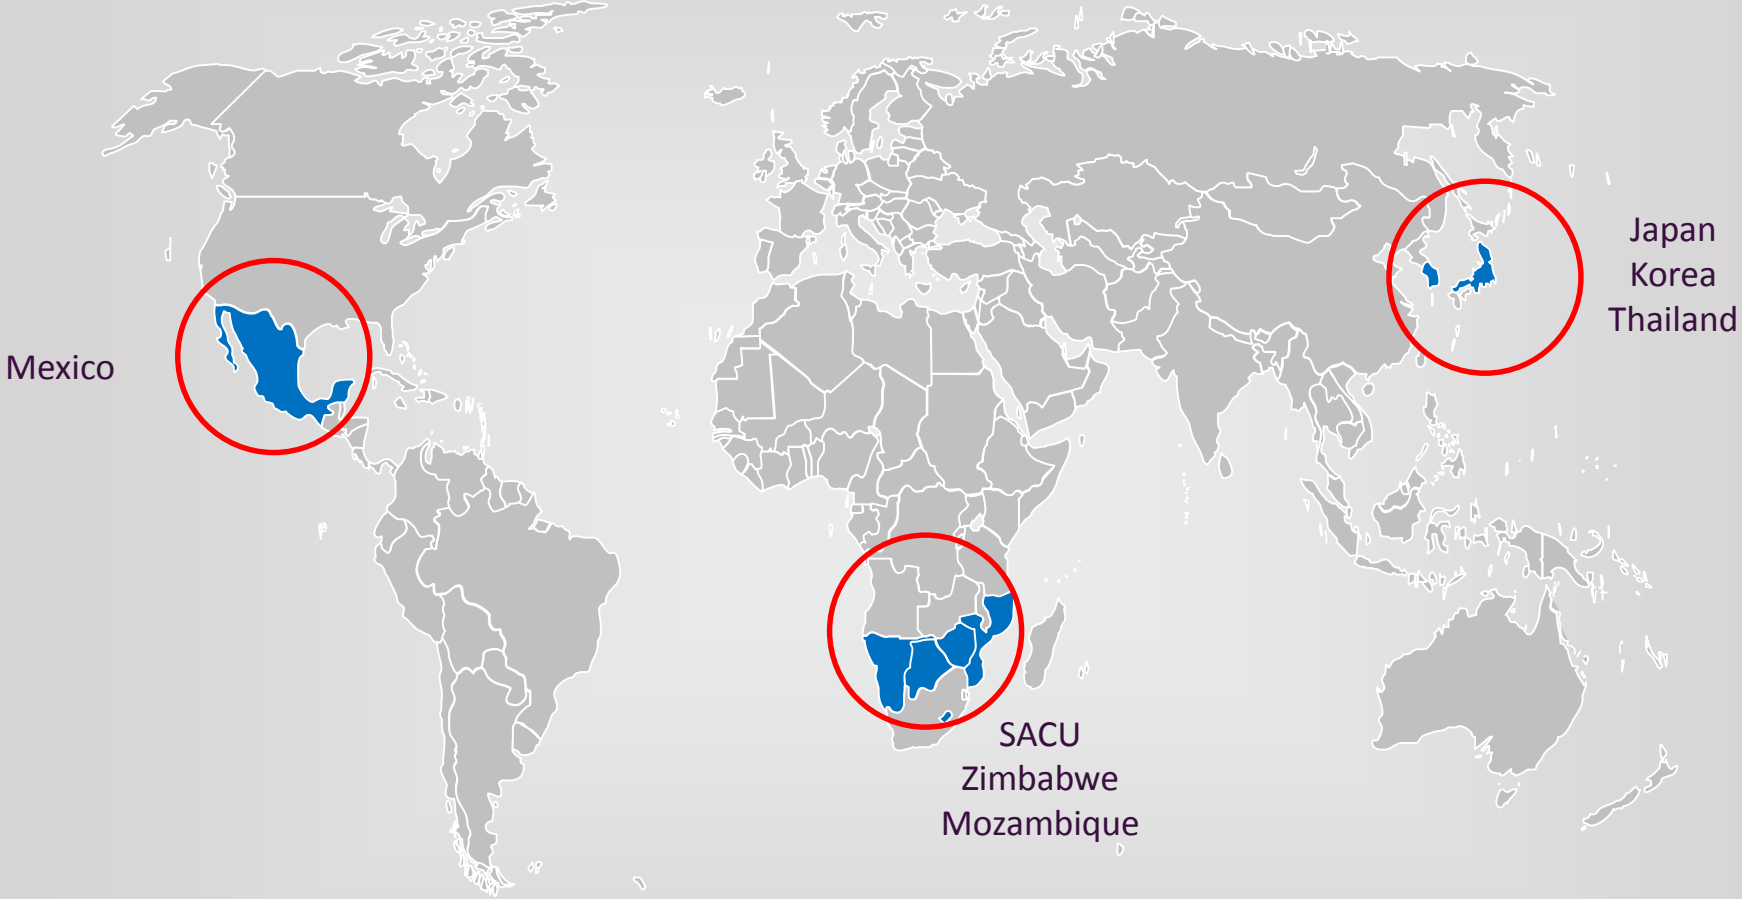 Mexico
Japan
Korea
Thailand
SACU
Zimbabwe
Mozambique